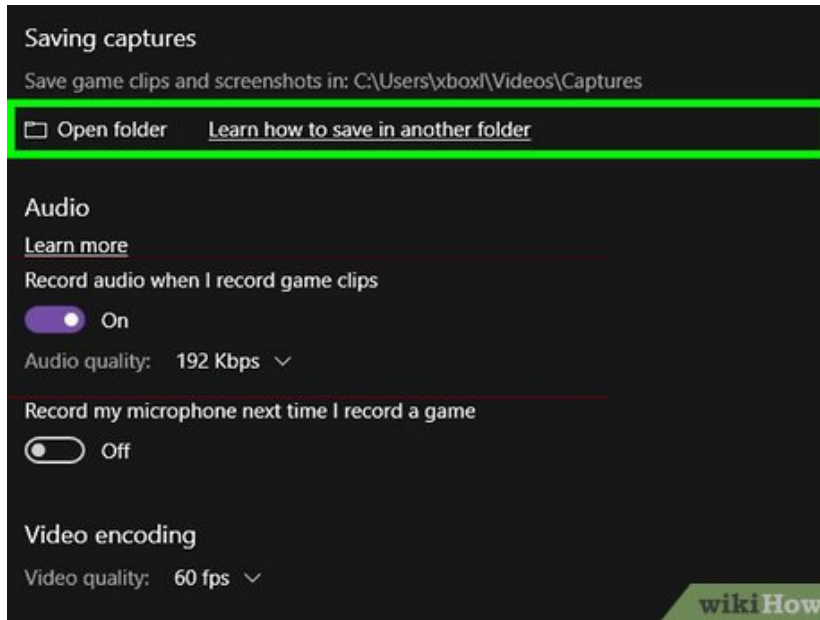 Saving captures
Save game clips and screenshots in: C:\Users\xboxl\Videos\Captures
Open folder Learn how to save in another folder
Audio
Learn more
Record audio when I record game clips
On
Audio quality: 192 Kbps
Record my microphone next time I record a game
Off
Video encoding
Video quality: 60 fps
wikiHow